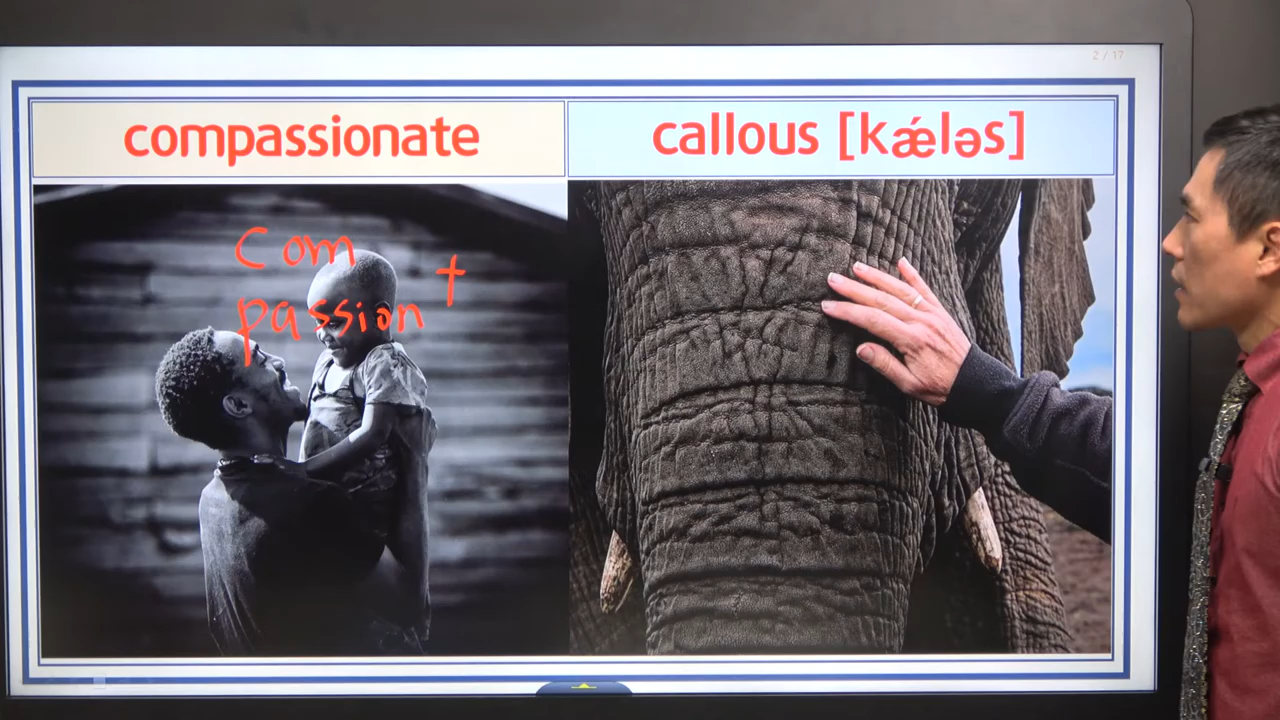 2 / 17
compassionate
callous [kǽləs]
com
passion +